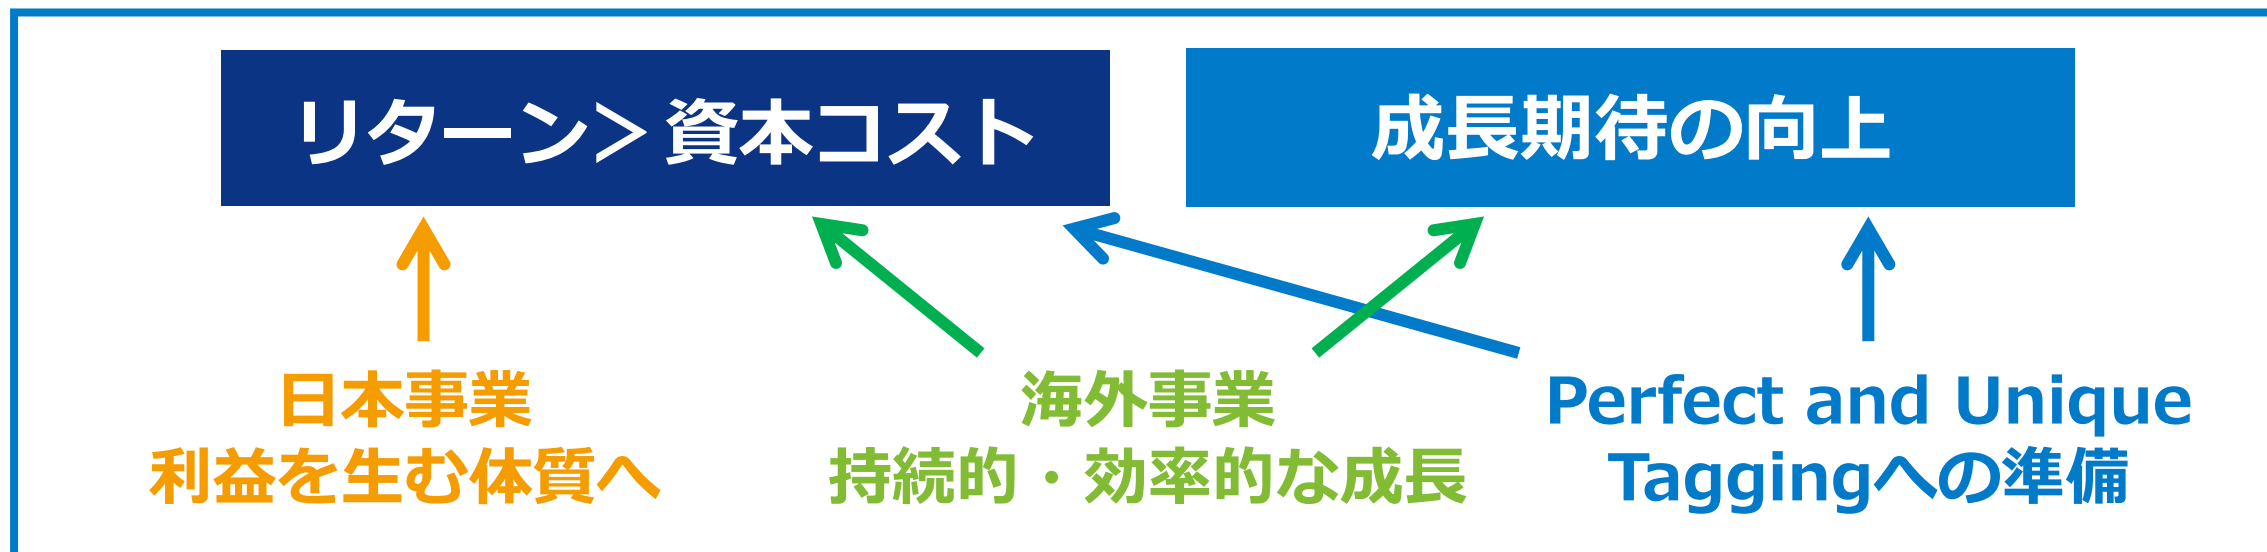 リターン＞資本コスト
成長期待の向上
日本事業
利益を生む体質へ
海外事業
持続的・効率的な成長
Perfect and Unique
Taggingへの準備